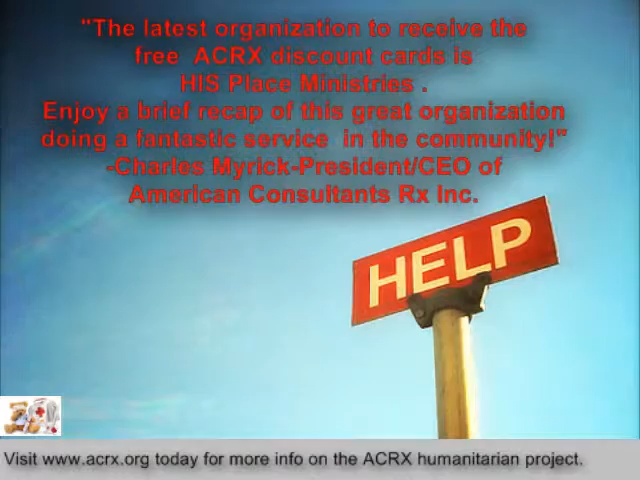 "The latest organization to receive the
free ACRX discount cards is
HIS Place Ministries .
Enjoy a brief recap of this great organization
doing a fantastic service in the community!"
-Charles Myrick-President/CEO of
American Consultants Rx Inc.
HELP
Visit www.acrx.org today for more info on the ACRX humanitarian project.